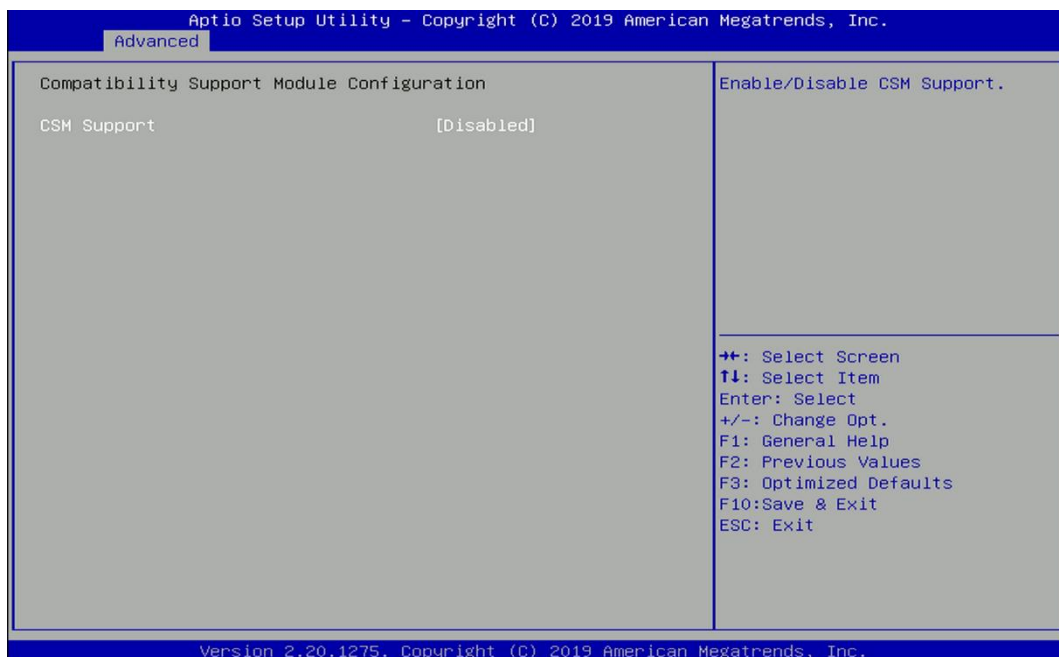 Aptio Setup Utility – Copyright (C) 2019 American Megatrends, Inc.
Advanced
Compatibility Support Module Configuration
CSM Support [Disabled]
Enable/Disable CSM Support.
→←: Select Screen
↑↓: Select Item
Enter: Select
+/-: Change Opt.
F1: General Help
F2: Previous Values
F3: Optimized Defaults
F10:Save & Exit
ESC: Exit
Version 2.20.1275. Copyright (C) 2019 American Megatrends, Inc.